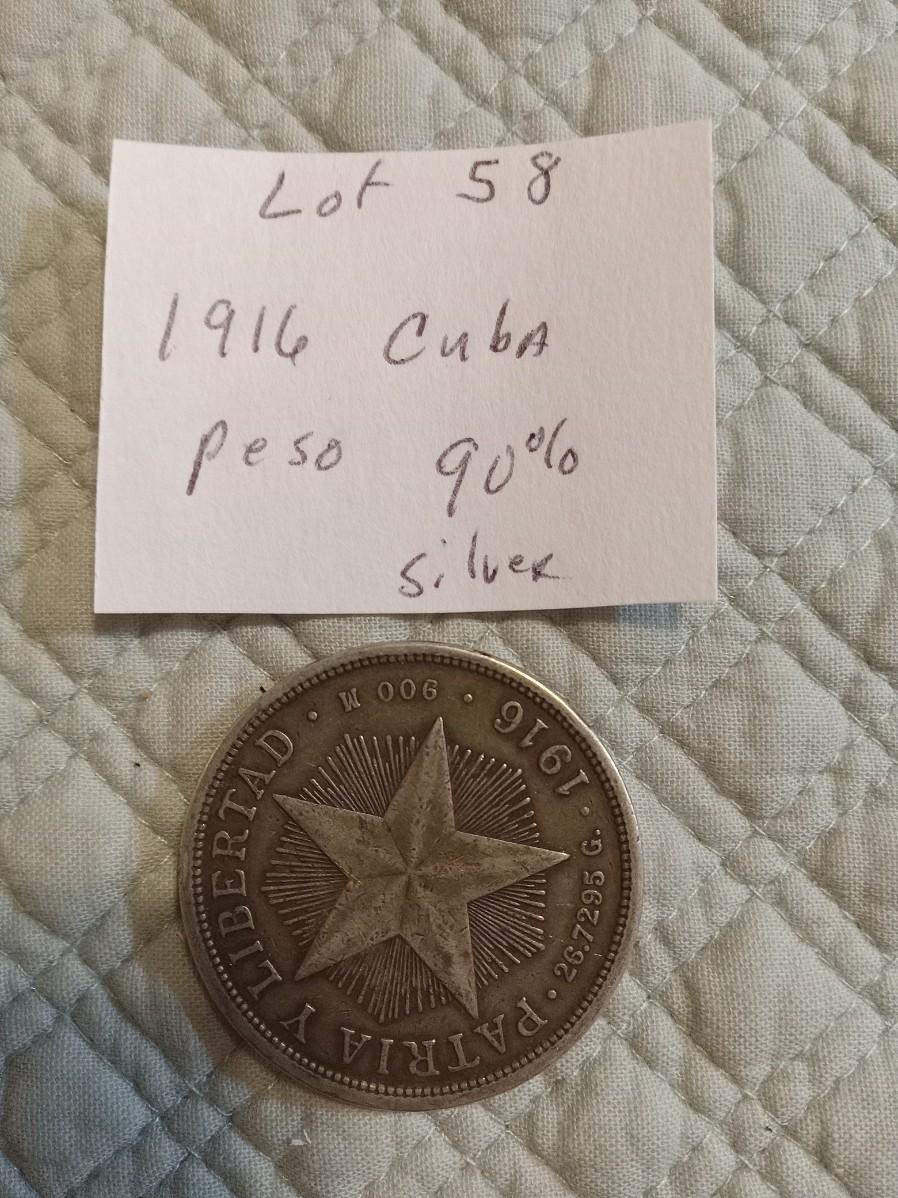 Lot 58
1916 Cuba
Peso 90%
silver
PATRIA Y LIBERTAD
900 M
1916
26.7295 G.